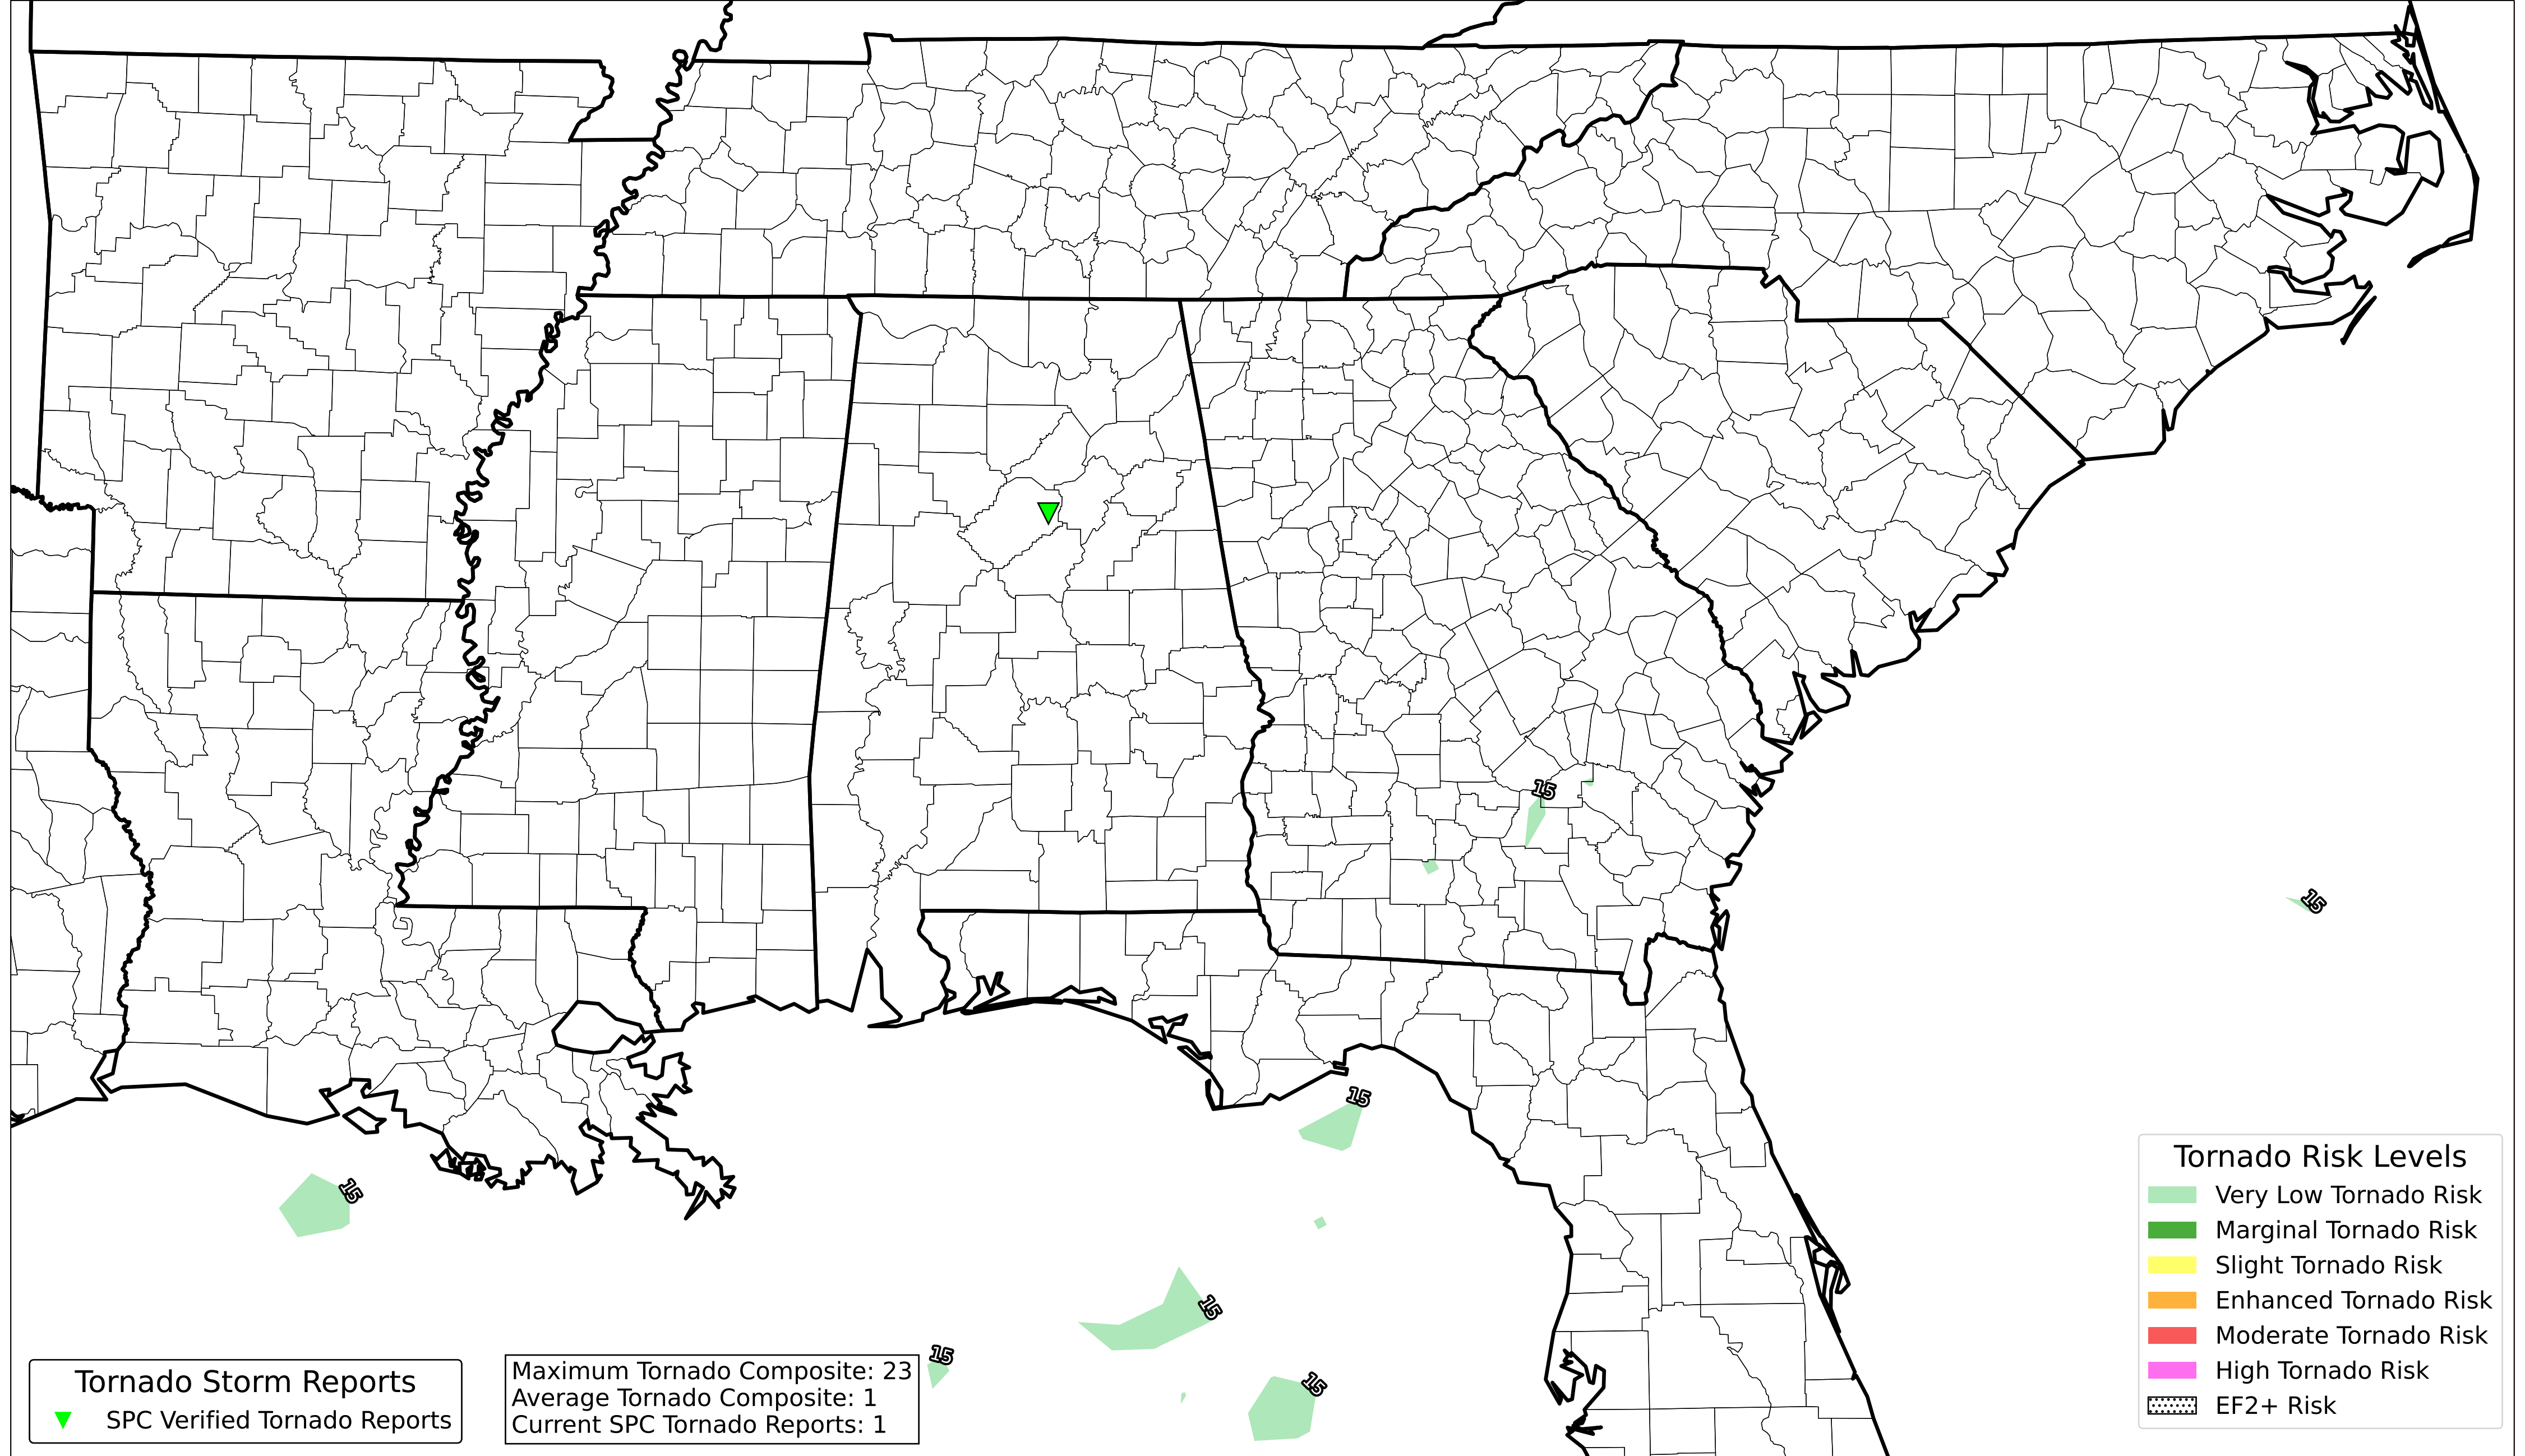 15
15
15
15
15
15
15
Tornado Storm Reports
SPC Verified Tornado Reports
Maximum Tornado Composite: 23
Average Tornado Composite: 1
Current SPC Tornado Reports: 1
Tornado Risk Levels
Very Low Tornado Risk
Marginal Tornado Risk
Slight Tornado Risk
Enhanced Tornado Risk
Moderate Tornado Risk
High Tornado Risk
EF2+ Risk